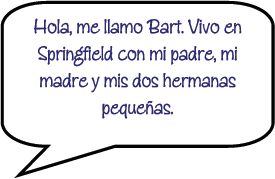 Hola, me llamo Bart. Vivo en
Springfield con mi padre, mi
madre y mis dos hermanas
pequeñas.